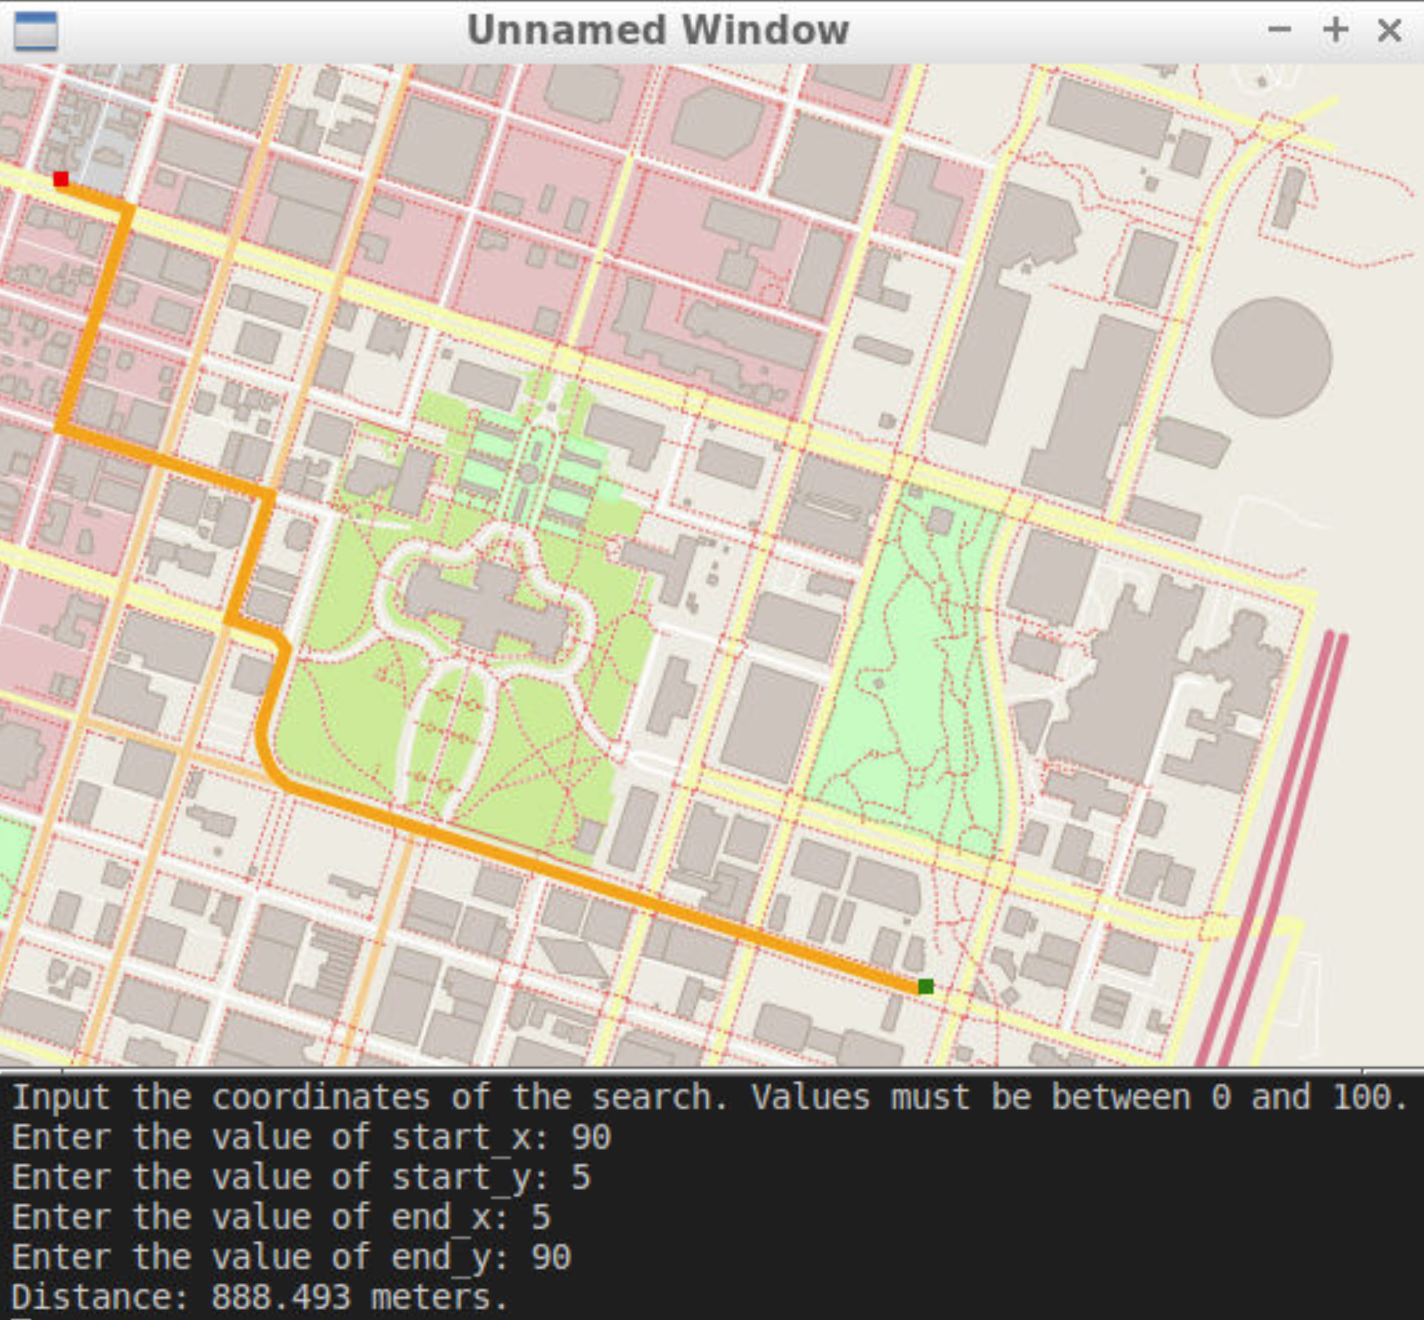 Unnamed Window
Input the coordinates of the search. Values must be between 0 and 100.
Enter the value of start_x: 90
Enter the value of start_y: 5
Enter the value of end_x: 5
Enter the value of end_y: 90
Distance: 888.493 meters.